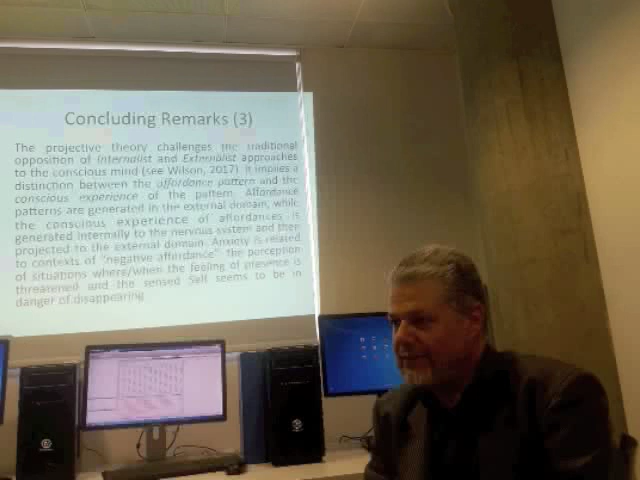 Concluding Remarks (3)
The projective theory challenges the traditional
opposition of Internalist and Externalist approaches
to the conscious mind (see Wilson, 2017). It implies a
distinction between the affordance pattern and the
conscious experience of the pattern. Affordance
patterns are generated in the external domain, while
the conscious experience of affordances is
generated internally to the nervous system and then
projected to the external domain. Anxiety is related
to contexts of "negative affordance" the perception
of situations where/when the feeling of presence is
threatened and the sensed Self seems to be in
danger of disappearing